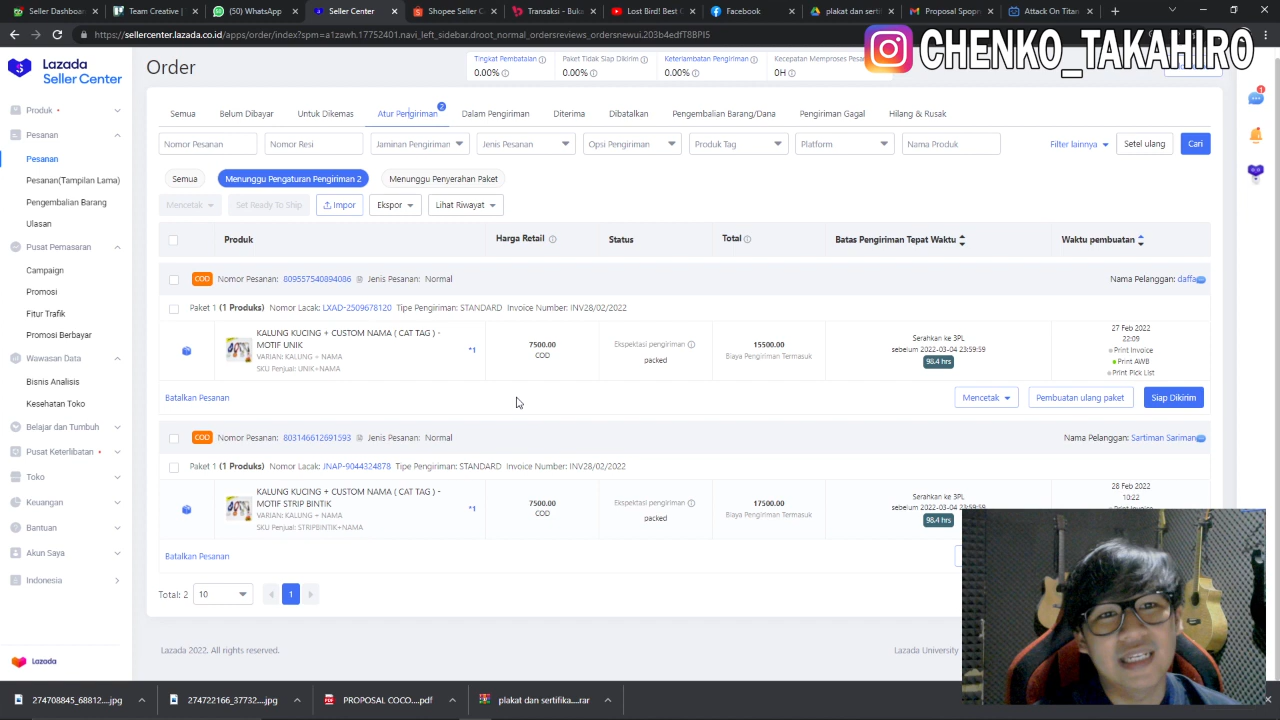 Seller Dashboar
Team Creative |
(50) WhatsApp
Seller Center
Shopee Seller Ce
Transaksi - Buka
Lost Bird! Best C
Facebook
plakat dan sertifi
Proposal Spons
Attack On Titan
https://sellercenter.lazada.co.id/apps/order/index?spm=a1zawh.17752401.navi_left_sidebar.droot_normal_ordersreviews_ordersnewui.203b4edfT8BPI5
CHENKO_TAKAHIRO
Lazada
Seller Center
Order
Tingkat Pembatalan
0.00%
Paket Tidak Siap Dikirim
0.00%
Keterlambatan Pengiriman
0.00%
Kecepatan Memproses Pesan
0H
1
Produk
Pesanan
Pesanan
Pesanan(Tampilan Lama)
Pengembalian Barang
Ulasan
Pusat Pemasaran
Campaign
Promosi
Fitur Trafik
Promosi Berbayar
Wawasan Data
Bisnis Analisis
Kesehatan Toko
Belajar dan Tumbuh
Pusat Keterlibatan
Toko
Keuangan
Bantuan
Akun Saya
Indonesia
Lazada
Semua
Belum Dibayar
Untuk Dikemas
Atur Pengiriman
2
Dalam Pengiriman
Diterima
Dibatalkan
Pengembalian Barang/Dana
Pengiriman Gagal
Hilang & Rusak
Nomor Pesanan
Nomor Resi
Jaminan Pengiriman
Jenis Pesanan
Opsi Pengiriman
Produk Tag
Platform
Nama Produk
Filter lainnya
Setel ulang
Cari
Semua
Menunggu Pengaturan Pengiriman 2
Menunggu Penyerahan Paket
Mencetak
Set Ready To Ship
Impor
Ekspor
Lihat Riwayat
Produk
Harga Retail
Status
Total
Batas Pengiriman Tepat Waktu
Waktu pembuatan
COD Nomor Pesanan: 809557540894086 Jenis Pesanan: Normal
Nama Pelanggan: daffa
Paket 1 (1 Produks) Nomor Lacak: LXAD-2509678120 Tipe Pengiriman: STANDARD Invoice Number: INV28/02/2022
KALUNG KUCING + CUSTOM NAMA ( CAT TAG ) -
MOTIF UNIK
VARIAN: KALUNG + NAMA
SKU Penjual: UNIK+NAMA
*1
7500.00
COD
Ekspektasi pengiriman
packed
15500.00
Biaya Pengiriman Termasuk
Serahkan ke 3PL
sebelum 2022-03-04 23:59:59
98.4 hrs
27 Feb 2022
22:09
Print Invoice
Print AWB
Print Pick List
Batalkan Pesanan
Mencetak
Pembuatan ulang paket
Siap Dikirim
COD Nomor Pesanan: 803146612691593 Jenis Pesanan: Normal
Nama Pelanggan: Sartiman Sariman
Paket 1 (1 Produks) Nomor Lacak: JNAP-9044324878 Tipe Pengiriman: STANDARD Invoice Number: INV28/02/2022
KALUNG KUCING + CUSTOM NAMA ( CAT TAG ) -
MOTIF STRIP BINTIK
VARIAN: KALUNG + NAMA
SKU Penjual: STRIPBINTIK+NAMA
*1
7500.00
COD
Ekspektasi pengiriman
packed
17500.00
Biaya Pengiriman Termasuk
Serahkan ke 3PL
sebelum 2022-03-04 23:59:59
98.4 hrs
28 Feb 2022
10:22
Batalkan Pesanan
Total: 2
10
1
Lazada 2022. All rights reserved.
Lazada University
274708845_68812....jpg
274722166_37732....jpg
PROPOSAL COCO....pdf
plakat dan sertifika....rar